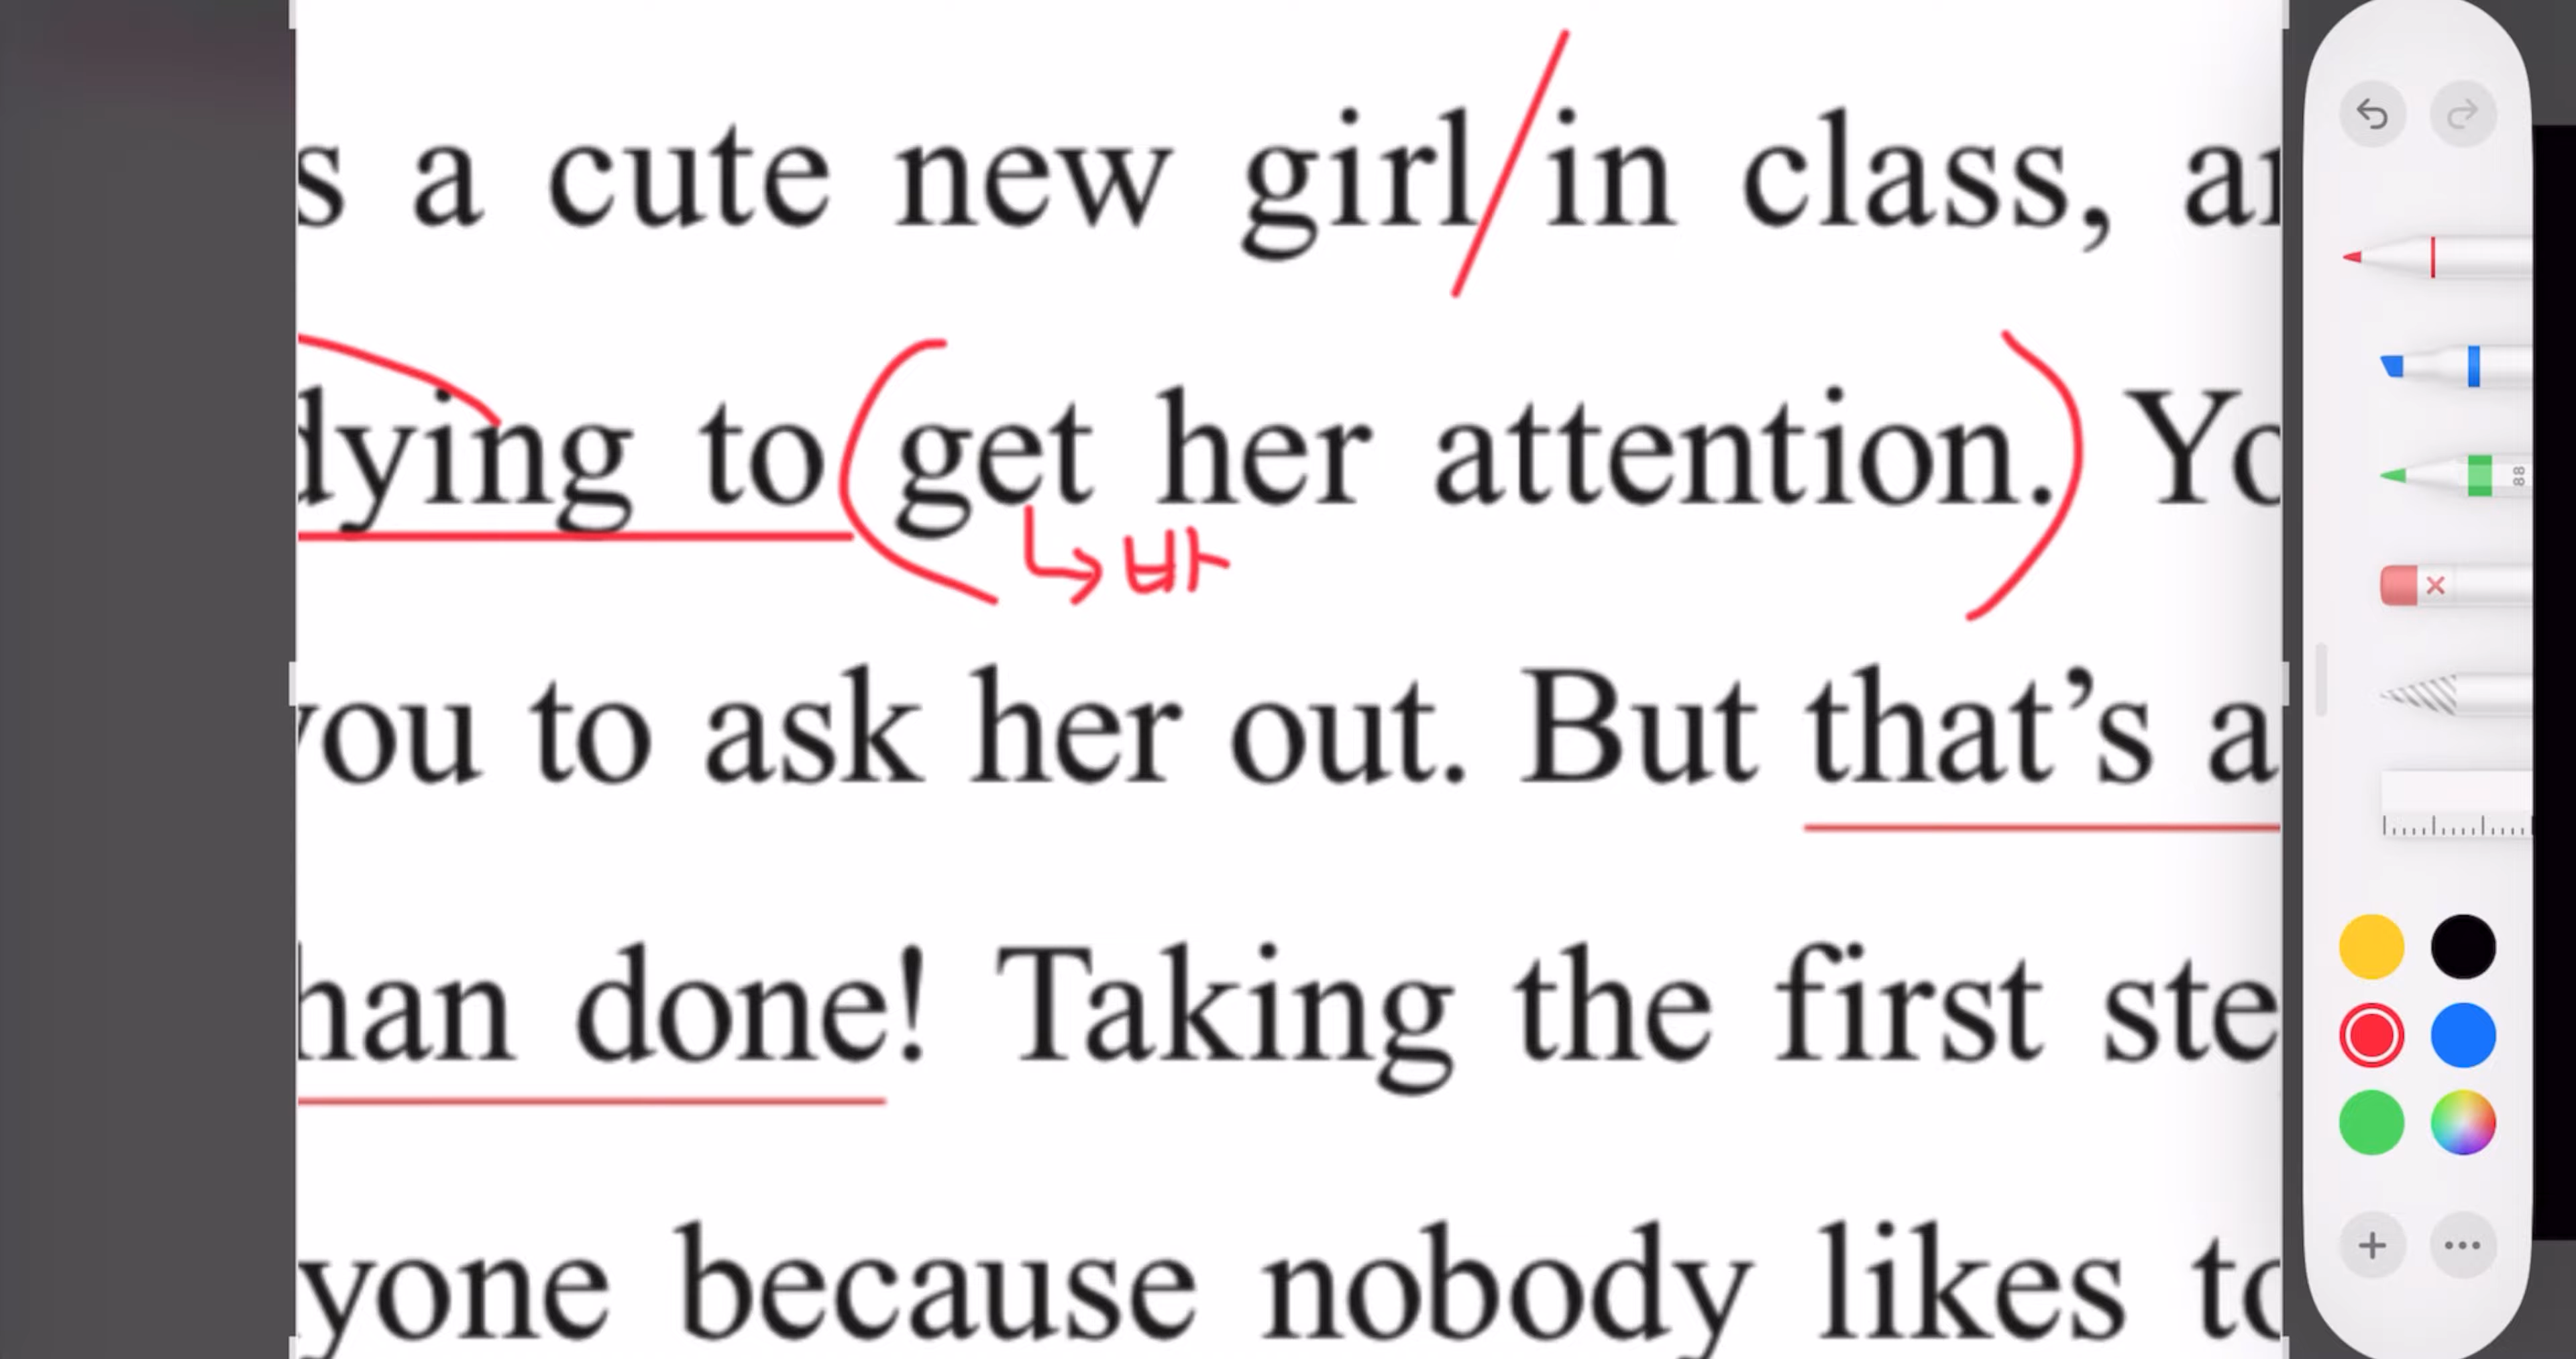 s a cute new girl/in class, a
dying to (get her attention.) Yo
↳ 바
you to ask her out. But that's a
han done! Taking the first ste
yone because nobody likes to
88